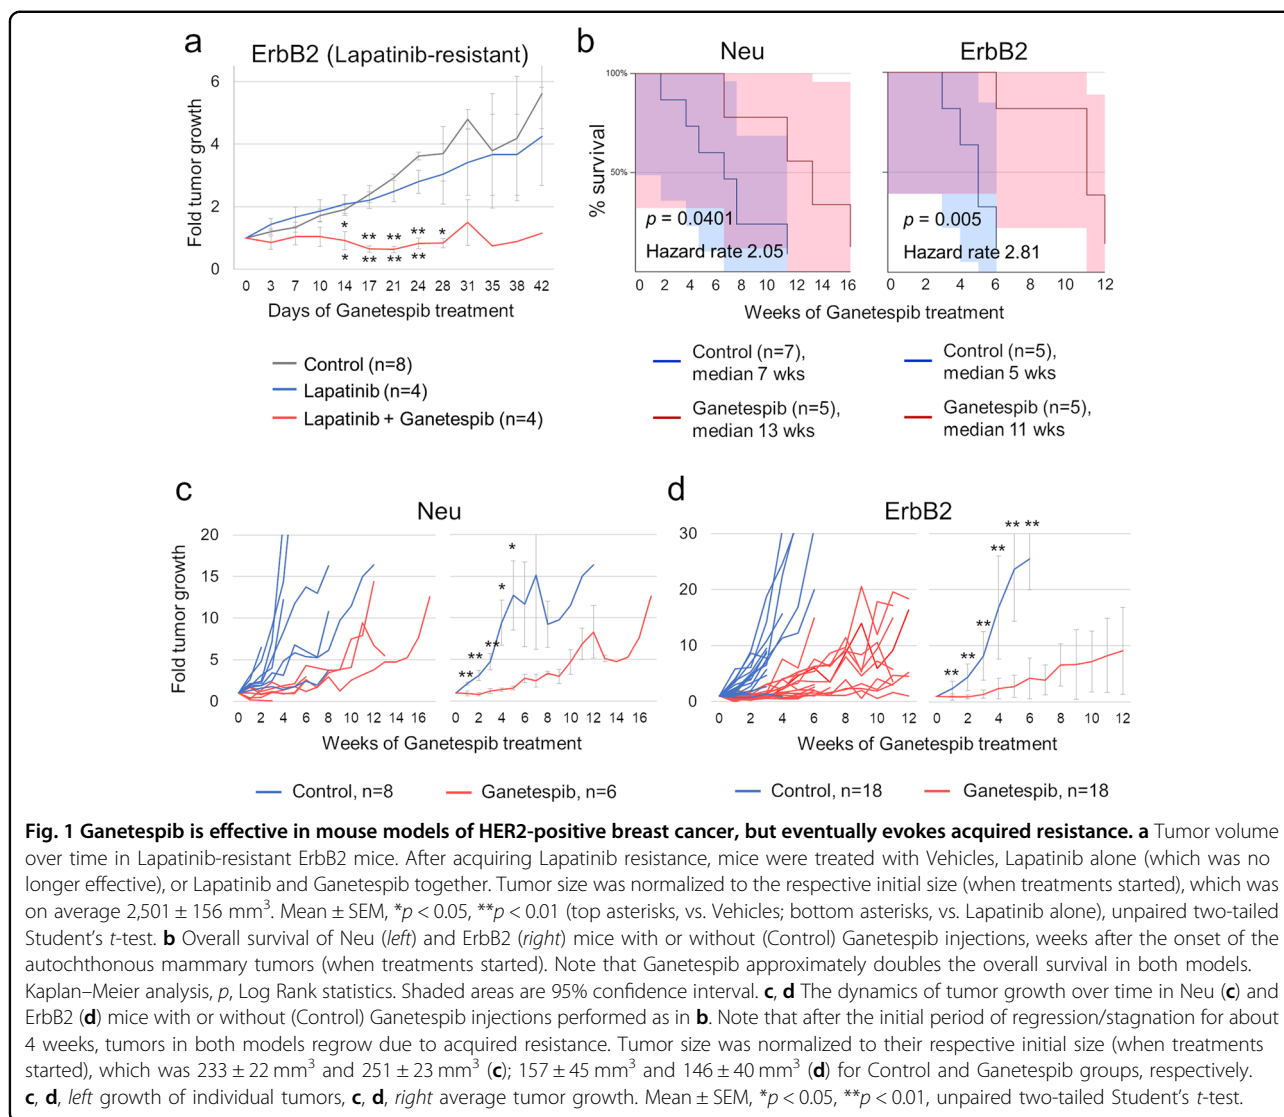 a
ErbB2 (Lapatinib-resistant)
Fold tumor growth
6
4
2
0
* ** ** ** *
* ** ** **
0 3 7 10 14 17 21 24 28 31 35 38 42
Days of Ganetespib treatment
Control (n=8)
Lapatinib (n=4)
Lapatinib + Ganetespib (n=4)
b
Neu
ErbB2
% survival
100%
50%
p = 0.0401
Hazard rate 2.05
p = 0.005
Hazard rate 2.81
0 2 4 6 8 10 12 14 16
0 2 4 6 8 10 12
Weeks of Ganetespib treatment
Control (n=7),
median 7 wks
Ganetespib (n=5),
median 13 wks
Control (n=5),
median 5 wks
Ganetespib (n=5),
median 11 wks
c
Neu
Fold tumor growth
20
15
10
5
0
** ** ** * *
0 2 4 6 8 10 12 14 16
0 2 4 6 8 10 12 14 16
Weeks of Ganetespib treatment
Control, n=8
Ganetespib, n=6
d
ErbB2
30
20
10
0
** ** ** ** ** **
0 2 4 6 8 10 12
0 2 4 6 8 10 12
Weeks of Ganetespib treatment
Control, n=18
Ganetespib, n=18
Fig. 1 Ganetespib is effective in mouse models of HER2-positive breast cancer, but eventually evokes acquired resistance. a Tumor volume
over time in Lapatinib-resistant ErbB2 mice. After acquiring Lapatinib resistance, mice were treated with Vehicles, Lapatinib alone (which was no
longer effective), or Lapatinib and Ganetespib together. Tumor size was normalized to the respective initial size (when treatments started), which was
on average 2,501 ± 156 mm³. Mean ± SEM, *p < 0.05, **p < 0.01 (top asterisks, vs. Vehicles; bottom asterisks, vs. Lapatinib alone), unpaired two-tailed
Student's t-test. b Overall survival of Neu (left) and ErbB2 (right) mice with or without (Control) Ganetespib injections, weeks after the onset of the
autochthonous mammary tumors (when treatments started). Note that Ganetespib approximately doubles the overall survival in both models.
Kaplan–Meier analysis, p, Log Rank statistics. Shaded areas are 95% confidence interval. c, d The dynamics of tumor growth over time in Neu (c) and
ErbB2 (d) mice with or without (Control) Ganetespib injections performed as in b. Note that after the initial period of regression/stagnation for about
4 weeks, tumors in both models regrow due to acquired resistance. Tumor size was normalized to their respective initial size (when treatments
started), which was 233 ± 22 mm³ and 251 ± 23 mm³ (c); 157 ± 45 mm³ and 146 ± 40 mm³ (d) for Control and Ganetespib groups, respectively.
c, d, left growth of individual tumors, c, d, right average tumor growth. Mean ± SEM, *p < 0.05, **p < 0.01, unpaired two-tailed Student's t-test.